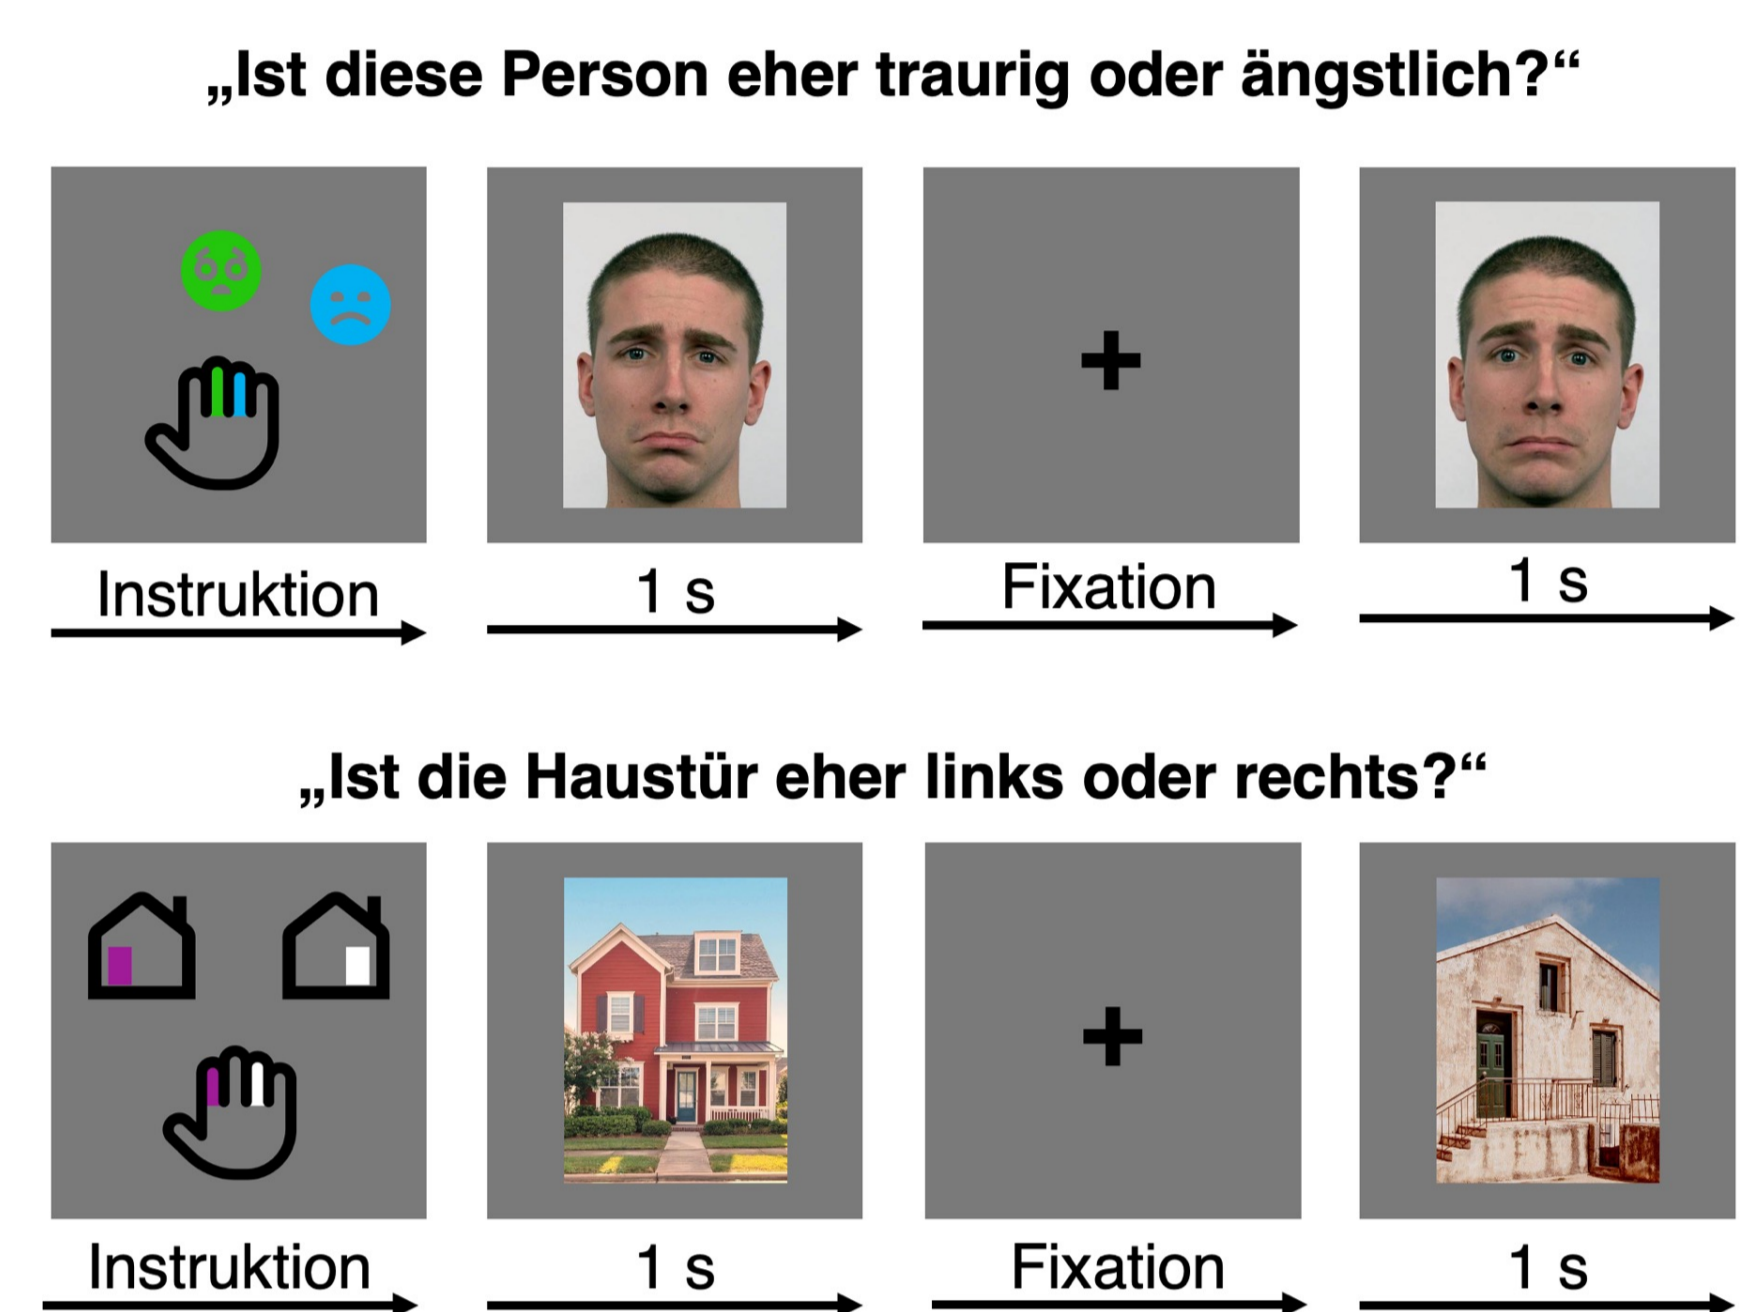 „Ist diese Person eher traurig oder ängstlich?“
Instruktion
1 s
Fixation
1 s
„Ist die Haustür eher links oder rechts?“
Instruktion
1 s
Fixation
1 s